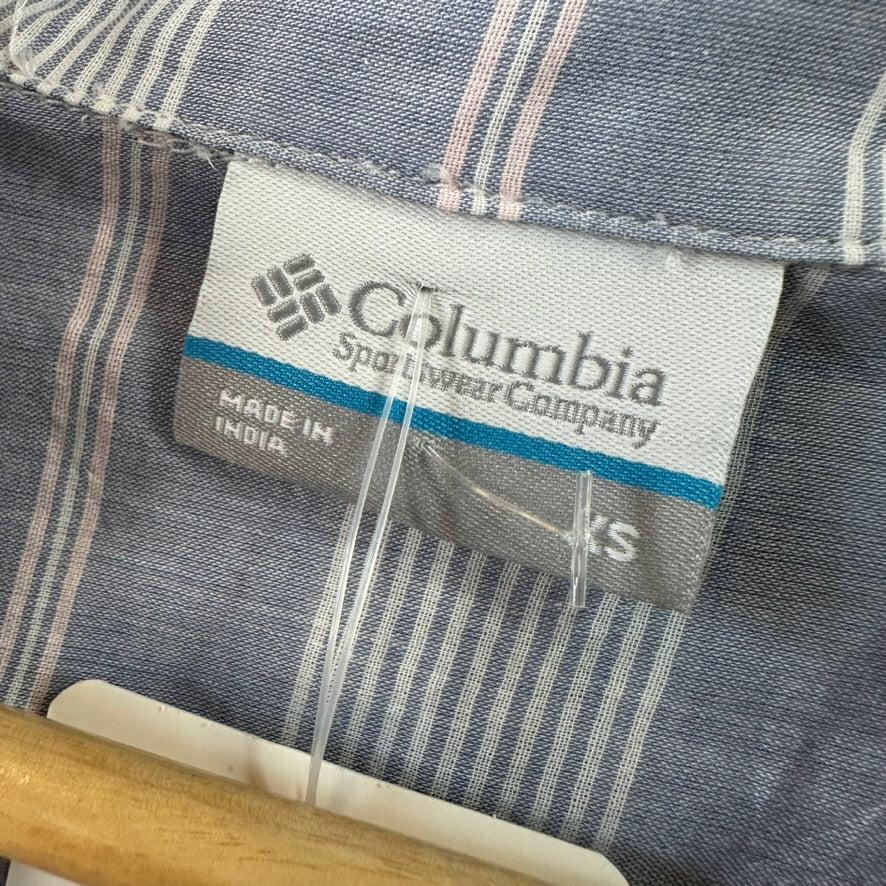 Columbia
Sportswear Company
MADE IN
INDIA
XS